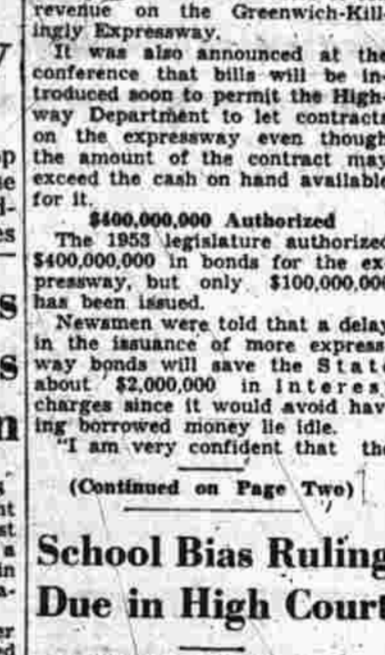 revenue on the Greenwich-Kill-
ingly Expressway.
It was also announced at the
conference that bills will be in-
troduced soon to permit the High-
way Department to let contracts
on the expressway even though
the amount of the contract may
exceed the cash on hand available
for it.
$400,000,000 Authorized
The 1953 legislature authorized
$400,000,000 in bonds for the ex-
pressway, but only $100,000,000
has been issued.
Newsmen were told that a delay
in the issuance of more express-
way bonds will save the State
about $2,000,000 in interest
charges since it would avoid hav-
ing borrowed money lie idle.
"I am very confident that the
(Continued on Page Two)
School Bias Ruling
Due in High Court